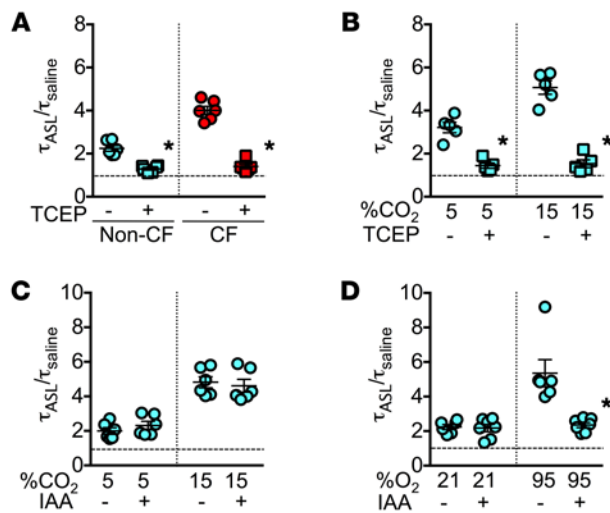 A
τASL/τsaline
8
6
4
2
0
*
*
TCEP - + - +
Non-CF CF
B
τASL/τsaline
8
6
4
2
0
*
*
%CO2 5 5 15 15
TCEP - + - +
C
τASL/τsaline
10
8
6
4
2
0
%CO2 5 5 15 15
IAA - + - +
D
τASL/τsaline
10
8
6
4
2
0
*
%O2 21 21 95 95
IAA - + - +